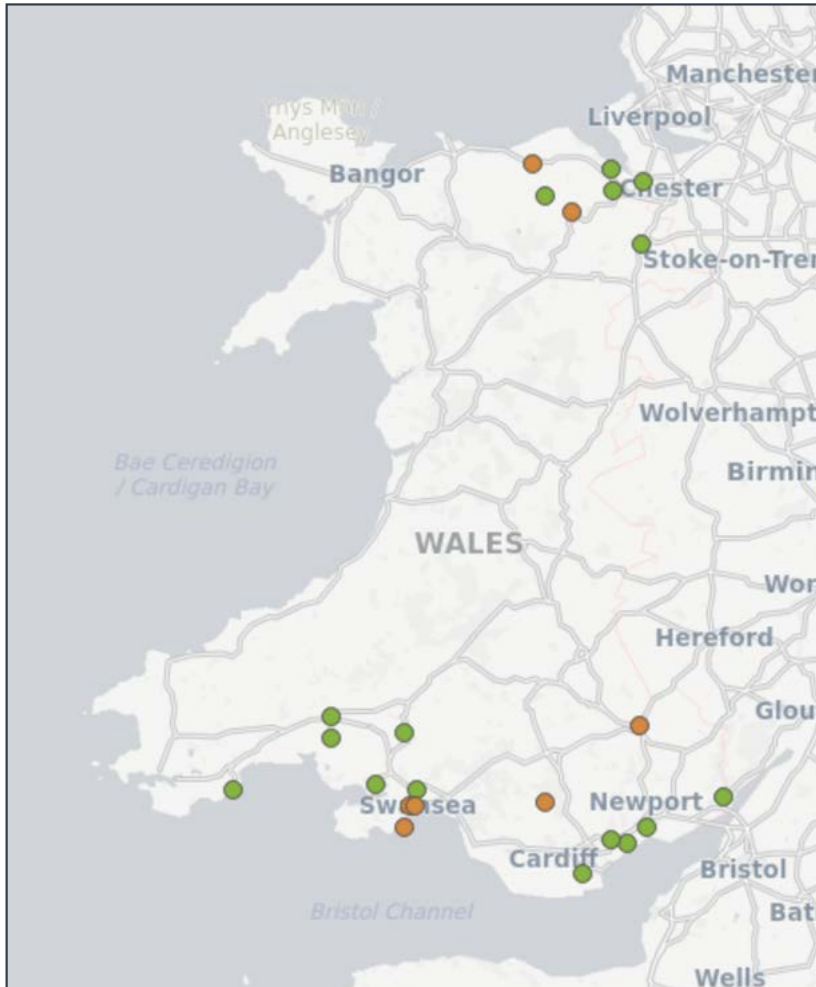 Manchester
Liverpool
Ynys Môn /
Anglesey
Bangor
Chester
Stoke-on-Tren
Wolverhampt
Birmin
Bae Ceredigion
/ Cardigan Bay
WALES
Wor
Hereford
Glou
Swansea
Newport
Cardiff
Bristol
Bristol Channel
Bat
Wells